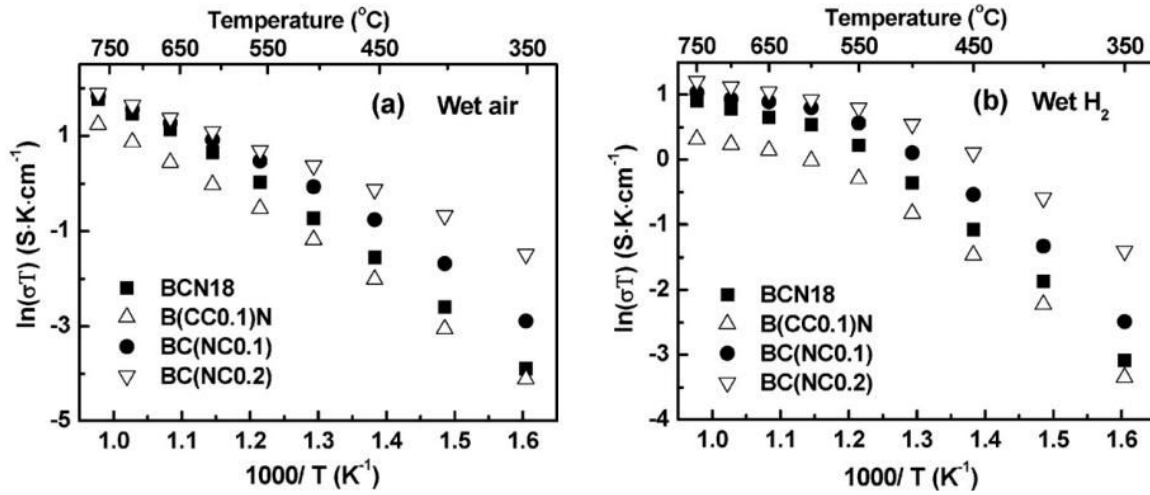 Temperature (°C)
750 650 550 450 350
(a) Wet air
1
-1
-3
-5
ln(σT) (S·K·cm⁻¹)
BCN18
B(CC0.1)N
BC(NC0.1)
BC(NC0.2)
1.0 1.1 1.2 1.3 1.4 1.5 1.6
1000/ T (K⁻¹)
Temperature (°C)
750 650 550 450 350
(b) Wet H₂
1
0
-1
-2
-3
-4
ln(σT) (S·K·cm⁻¹)
BCN18
B(CC0.1)N
BC(NC0.1)
BC(NC0.2)
1.0 1.1 1.2 1.3 1.4 1.5 1.6
1000/ T (K⁻¹)